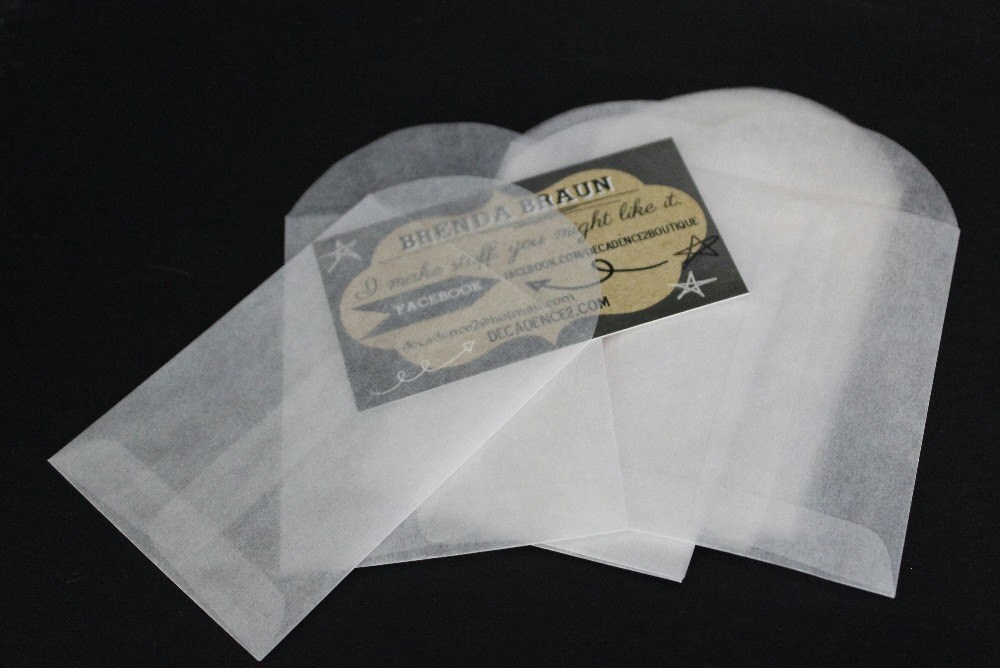 BRENDA BRAUN
I make stuff you might like it.
FACEBOOK FACEBOOK.COM/DECADENCE2BOUTIQUE
decadence2@hotmail.com
DECADENCE2.COM